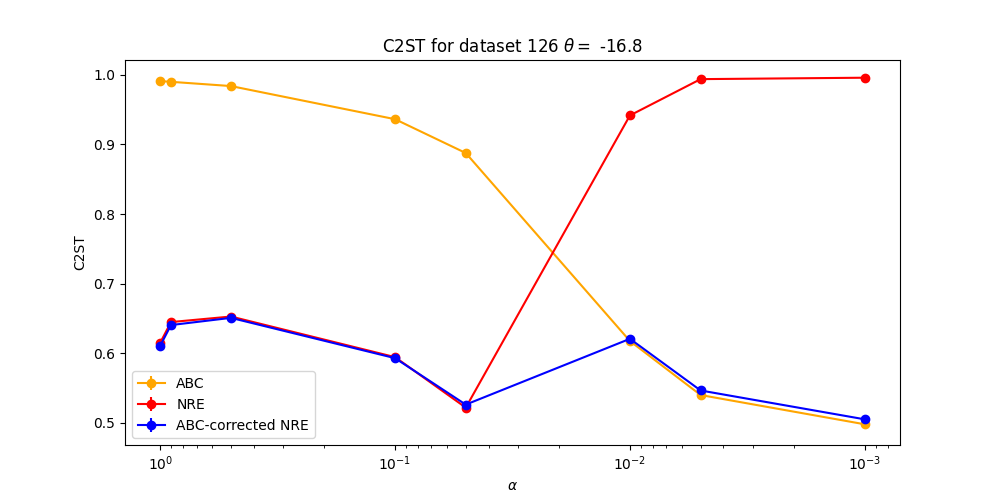 C2ST for dataset 126 θ = -16.8
C2ST
1.0
0.9
0.8
0.7
0.6
0.5
ABC
NRE
ABC-corrected NRE
10⁰
10⁻¹
10⁻²
10⁻³
α